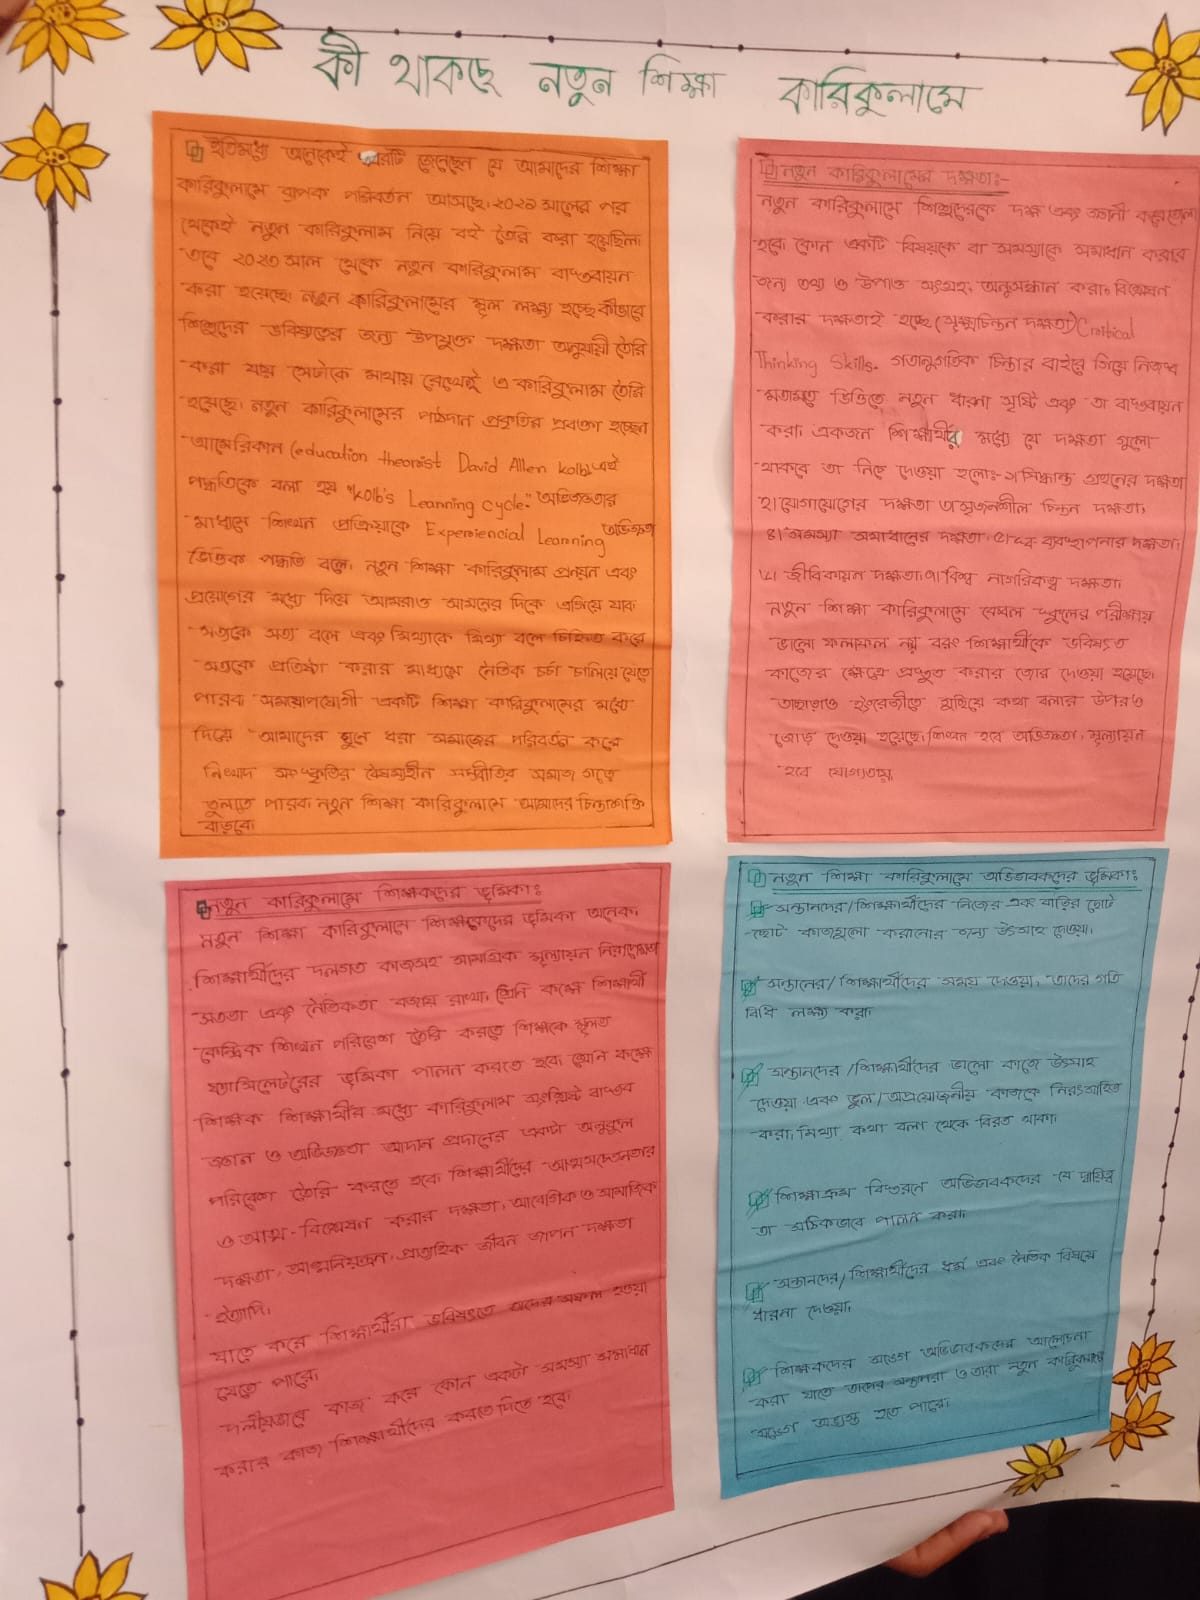 কী থাকছে নতুন শিক্ষা কারিকুলামে
ইতিমধ্যে অনেকেই খবরটি জেনেছেন যে আমাদের শিক্ষা
কারিকুলামে ব্যাপক পরিবর্তন আসছে। ২০২১ সালের পর
থেকেই নতুন কারিকুলাম নিয়ে বই তৈরি করা হয়েছিল।
তবে ২০২৩ সাল থেকে নতুন কারিকুলাম বাস্তবায়ন
করা হয়েছে। নতুন কারিকুলামের মূল লক্ষ্য হচ্ছে কীভাবে
শিশুদের ভবিষ্যতের জন্য উপযুক্ত দক্ষতা অনুযায়ী তৈরি
করা যায় সেটাকে মাথায় রেখেই এ কারিকুলাম তৈরি
হয়েছে। নতুন কারিকুলামের পাঠদান প্রকৃতির প্রবক্তা হচ্ছেন
আমেরিকান (education theorist David Allen kolb) এই
পদ্ধতিকে বলা হয় "Kolb's Learning cycle." অভিজ্ঞতার
মাধ্যমে শিখন প্রক্রিয়াকে Experiencial Learning অভিজ্ঞতা
ভিত্তিক পদ্ধতি বলে। নতুন শিক্ষা কারিকুলাম প্রনয়ন এবং
প্রয়োগের মধ্যে দিয়ে আমরাও সামনের দিকে এগিয়ে যাব।
সত্যকে সত্য বলে এবং মিথ্যাকে মিথ্যা বলে চিহ্নিত করে
সত্যকে প্রতিষ্ঠা করার মাধ্যমে নৈতিক চর্চা চালিয়ে যেতে
পারব। সময়োপযোগী একটি শিক্ষা কারিকুলামের মধ্যে
দিয়ে আমাদের ঘুনে ধরা সমাজের পরিবর্তন করে
নিখাদ সংস্কৃতির বৈষম্যহীন সম্প্রীতির সমাজ গড়ে
তুলতে পারব। নতুন শিক্ষা কারিকুলামে আমাদের চিন্তাশক্তি
বাড়বে।
নতুন কারিকুলামের দক্ষতা:-
নতুন কারিকুলামে শিশুদেরকে দক্ষ এবং জ্ঞানী করে তোলা
হবে। কোন একটি বিষয়কে বা সমস্যাকে সমাধান করার
জন্য তথ্য ও উপাত্ত সংগ্রহ, অনুসন্ধান করা, বিশ্লেষন
করার দক্ষতাই হচ্ছে (সূক্ষ্মচিন্তন দক্ষতা) Critical
Thinking Skills. গতানুগতিক চিন্তার বাইরে গিয়ে নিজস্ব
মতামতে ভিত্তিতে নতুন ধারনা সৃষ্টি এবং তা বাস্তবায়ন
করা। একজন শিক্ষার্থীর মধ্যে যে দক্ষতা গুলো
থাকবে তা নিচে দেওয়া হলো:- ১। সিদ্ধান্ত গ্রহনের দক্ষতা
২। যোগাযোগের দক্ষতা ৩। সৃজনশীল চিন্তন দক্ষতা,
৪। সমস্যা সমাধানের দক্ষতা, ৫। স্ব ব্যবস্থাপনার দক্ষতা,
৬। জীবিকায়ন দক্ষতা, ৭। বিশ্ব নাগরিকত্ব দক্ষতা।
নতুন শিক্ষা কারিকুলামে কেবল স্কুলের পরীক্ষায়
ভালো ফলাফল নয় বরং শিক্ষার্থীকে ভবিষ্যত
কাজের ক্ষেত্রে প্রস্তুত করার জোর দেওয়া হয়েছে।
তাছাড়াও ইংরেজীতে গুছিয়ে কথা বলার উপরও
জোড় দেওয়া হয়েছে। শিখন হবে অভিজ্ঞতা, মূল্যায়ন
হবে যোগ্যতায়।
নতুন কারিকুলামে শিক্ষকদের ভূমিকা:
নতুন শিক্ষা কারিকুলামে শিক্ষকদের ভূমিকা অনেক।
শিক্ষার্থীদের দলগত কাজসহ সামগ্রিক মূল্যায়ন নিরপেক্ষতা
সততা এবং নৈতিকতা বজায় রাখা। শ্রেনি কক্ষে শিক্ষার্থী
কেন্দ্রিক শিখন পরিবেশ তৈরি করতে শিক্ষকে মূলত
ফ্যাসিলেটরের ভূমিকা পালন করতে হবে। শ্রেনি কক্ষে
শিক্ষক শিক্ষার্থীর মধ্যে কারিকুলাম সংশ্লিষ্ট বাস্তব
জ্ঞান ও অভিজ্ঞতা আদান প্রদানের একটা অনুকুল
পরিবেশ তৈরি করতে হবে। শিক্ষার্থীদের আত্মসচেতনতার
ও আত্ম-বিশ্লেষণ করার দক্ষতা, আবেগিক ও সামাজিক
দক্ষতা, আত্মনিয়ন্ত্রন, প্রাত্যহিক জীবন জাপন দক্ষতা
ইত্যাদি।
যাতে করে শিক্ষার্থীরা ভবিষ্যতে সফল হওয়া
যেতে পারে।
দলীয়ভাবে কাজ করে কোন একটা সমস্যা সমাধান
করার কাজ শিক্ষার্থীদের করতে দিতে হবে।
নতুন শিক্ষা কারিকুলামে অভিভাবকদের ভূমিকা:
সন্তানদের/শিক্ষার্থীদের নিজের এবং বাড়ির ছোট
ছোট কাজগুলো করানোর জন্য উৎসাহ দেওয়া।
সন্তানের/শিক্ষার্থীদের সময় দেওয়া, তাদের গতি
বিধি লক্ষ্য করা।
সন্তানদের/শিক্ষার্থীদের ভালো কাজে উৎসাহ
দেওয়া এবং ভুল/অপ্রয়োজনীয় কাজকে নিরুৎসাহিত
করা, মিথ্যা কথা বলা থেকে বিরত থাকা।
শিক্ষাক্রম বিস্তরনে অভিভাবকদের যে দায়িত্ব
তা সঠিকভাবে পালন করা।
সন্তানদের/শিক্ষার্থীদের ধর্ম এবং নৈতিক বিষয়ে
ধারনা দেওয়া।
শিক্ষকদের সঙ্গে অভিভাবকদের আলোচনা
করা যাতে তাদের সন্তানরা ও তারা নতুন কারিকুলামের
সঙ্গে অভ্যস্ত হতে পারে।